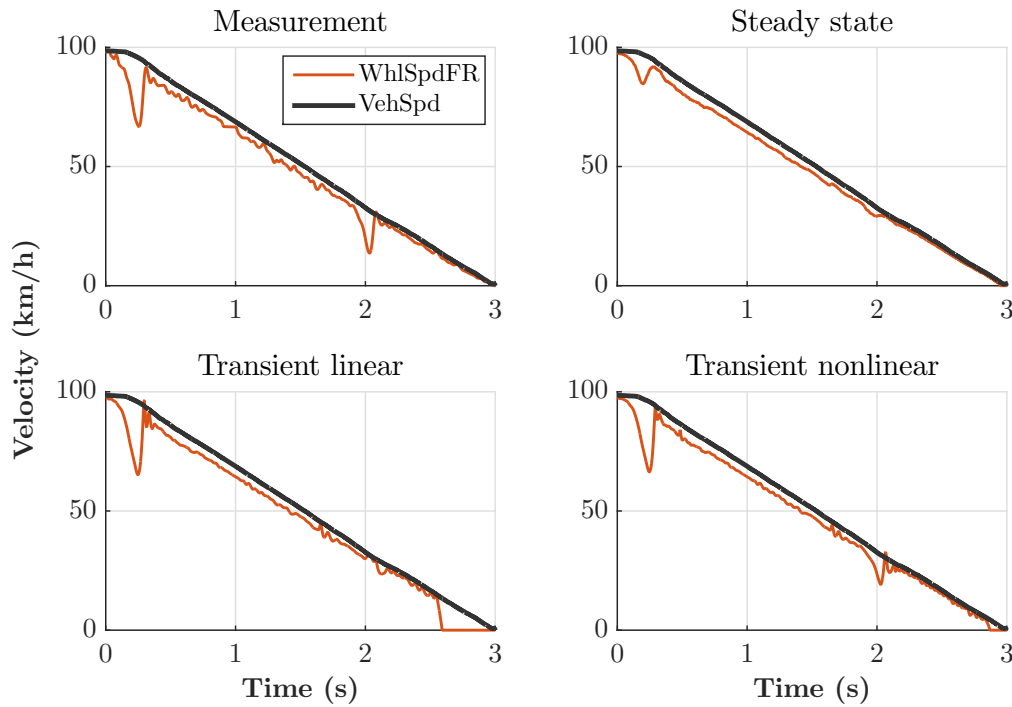 Measurement
Steady state
100
50
0
0 1 2 3
WhlSpdFR
VehSpd
100
50
0
0 1 2 3
Velocity (km/h)
Transient linear
Transient nonlinear
100
50
0
0 1 2 3
Time (s)
100
50
0
0 1 2 3
Time (s)